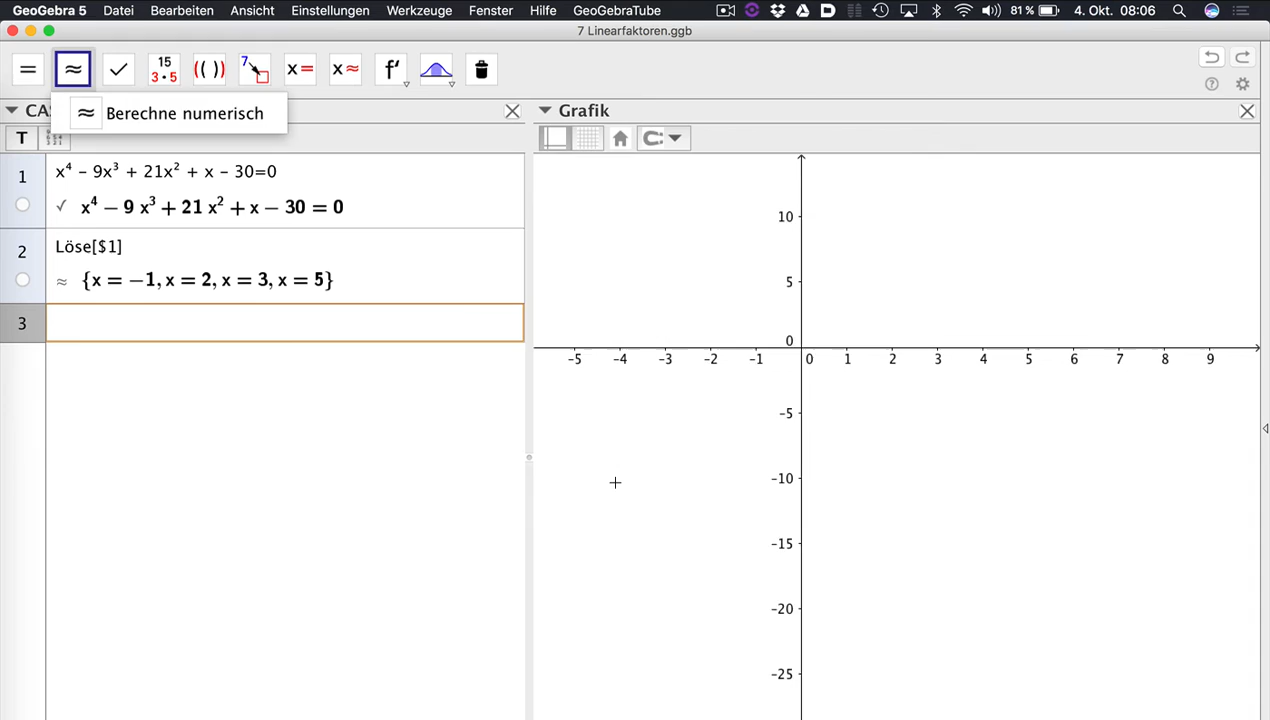 GeoGebra 5 Datei Bearbeiten Ansicht Einstellungen Werkzeuge Fenster Hilfe GeoGebraTube 81 % 4. Okt. 08:06
7 Linearfaktoren.ggb
= ≈ ✓ 15 3·5 (( )) 7 x= x≈ f'
CA Grafik
≈ Berechne numerisch
T
1 x⁴ – 9x³ + 21x² + x – 30=0
✓ x⁴ – 9 x³ + 21 x² + x – 30 = 0
2 Löse[$1]
≈ {x = –1, x = 2, x = 3, x = 5}
3
10
5
0
-5 -4 -3 -2 -1 0 1 2 3 4 5 6 7 8 9
-5
-10
-15
-20
-25